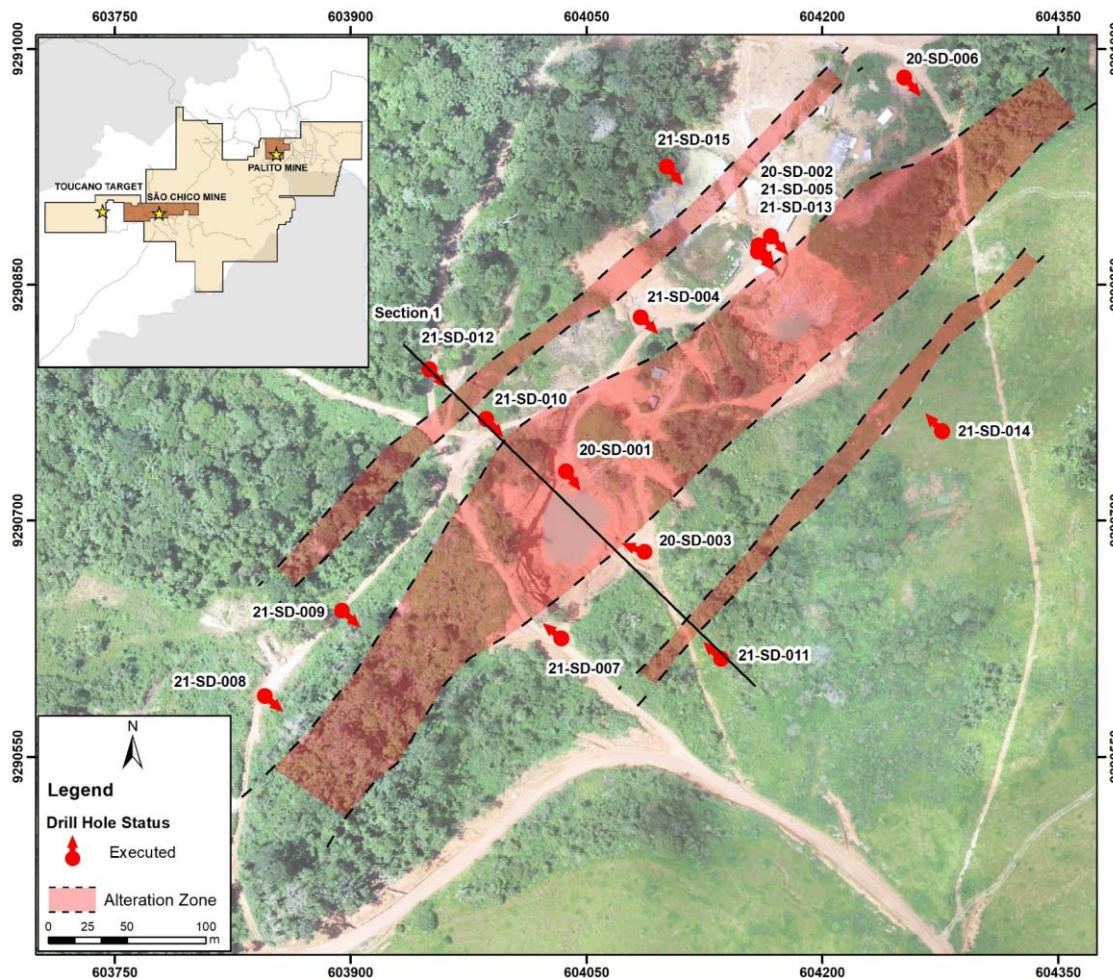 603750
603900
604050
604200
604350
9291000
9290850
9290700
9290550
TOUCANO TARGET
SÃO CHICO MINE
PALITO MINE
20-SD-006
21-SD-015
20-SD-002
21-SD-005
21-SD-013
21-SD-004
Section 1
21-SD-012
21-SD-010
20-SD-001
21-SD-014
20-SD-003
21-SD-009
21-SD-007
21-SD-011
21-SD-008
N
Legend
Drill Hole Status
Executed
Alteration Zone
0 25 50 100
m
9290850
9290700
9290550
603750
603900
604050
604200
604350